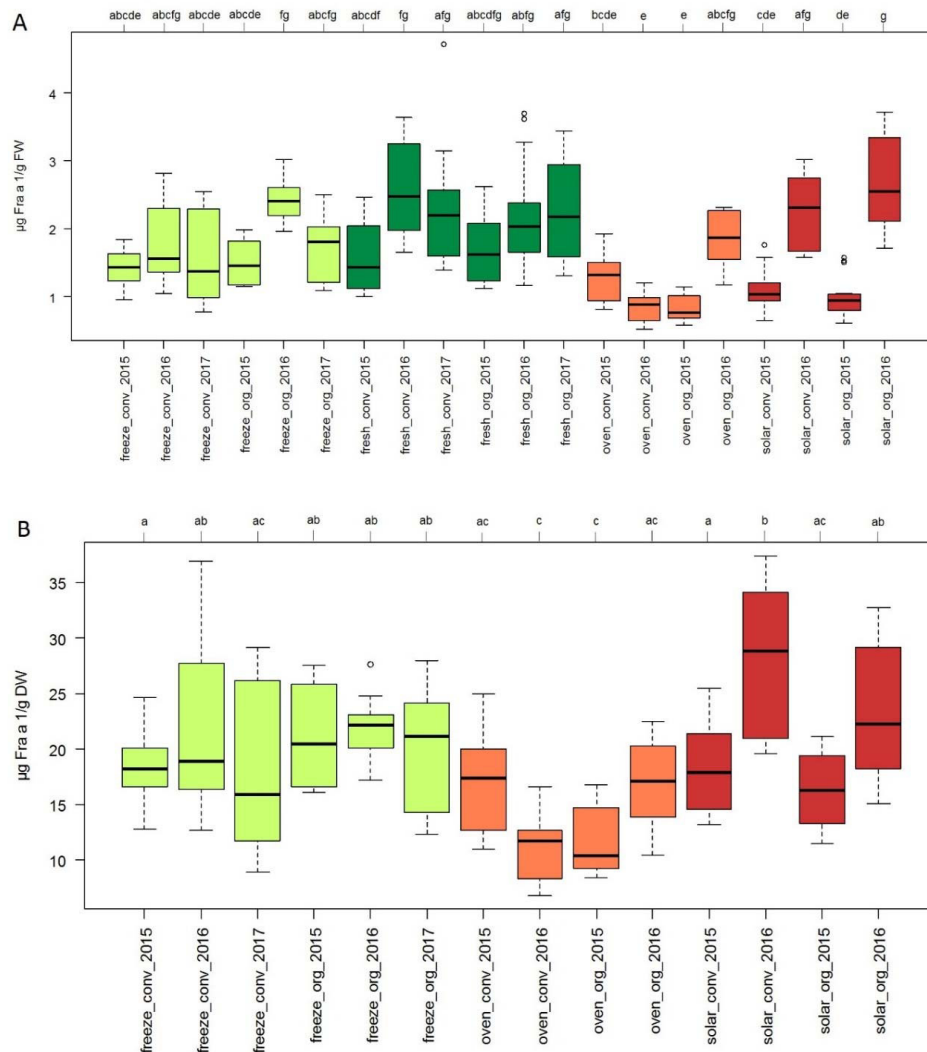 A
abcde abcfg abcde abcde fg abcfg abcdf fg afg abcdfg abfg afg bcde e e abcfg cde afg de g
µg Fra a 1/g FW
4
3
2
1
freeze_conv_2015
freeze_conv_2016
freeze_conv_2017
freeze_org_2015
freeze_org_2016
freeze_org_2017
fresh_conv_2015
fresh_conv_2016
fresh_conv_2017
fresh_org_2015
fresh_org_2016
fresh_org_2017
oven_conv_2015
oven_conv_2016
oven_org_2015
oven_org_2016
solar_conv_2015
solar_conv_2016
solar_org_2015
solar_org_2016
B
a ab ac ab ab ab ac c c ac a b ac ab
µg Fra a 1/g DW
35
30
25
20
15
10
freeze_conv_2015
freeze_conv_2016
freeze_conv_2017
freeze_org_2015
freeze_org_2016
freeze_org_2017
oven_conv_2015
oven_conv_2016
oven_org_2015
oven_org_2016
solar_conv_2015
solar_conv_2016
solar_org_2015
solar_org_2016